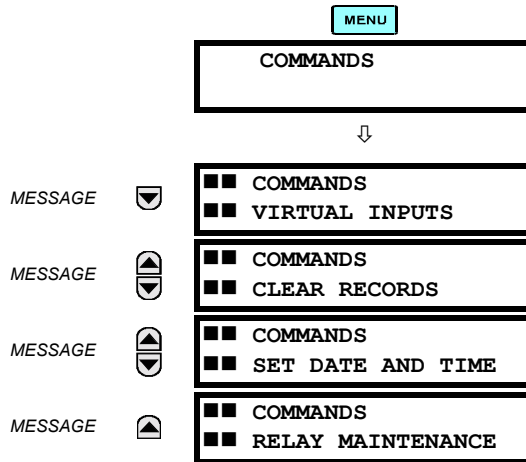 MENU
COMMANDS
■■ COMMANDS
MESSAGE ■■ VIRTUAL INPUTS
■■ COMMANDS
MESSAGE ■■ CLEAR RECORDS
■■ COMMANDS
MESSAGE ■■ SET DATE AND TIME
■■ COMMANDS
MESSAGE ■■ RELAY MAINTENANCE